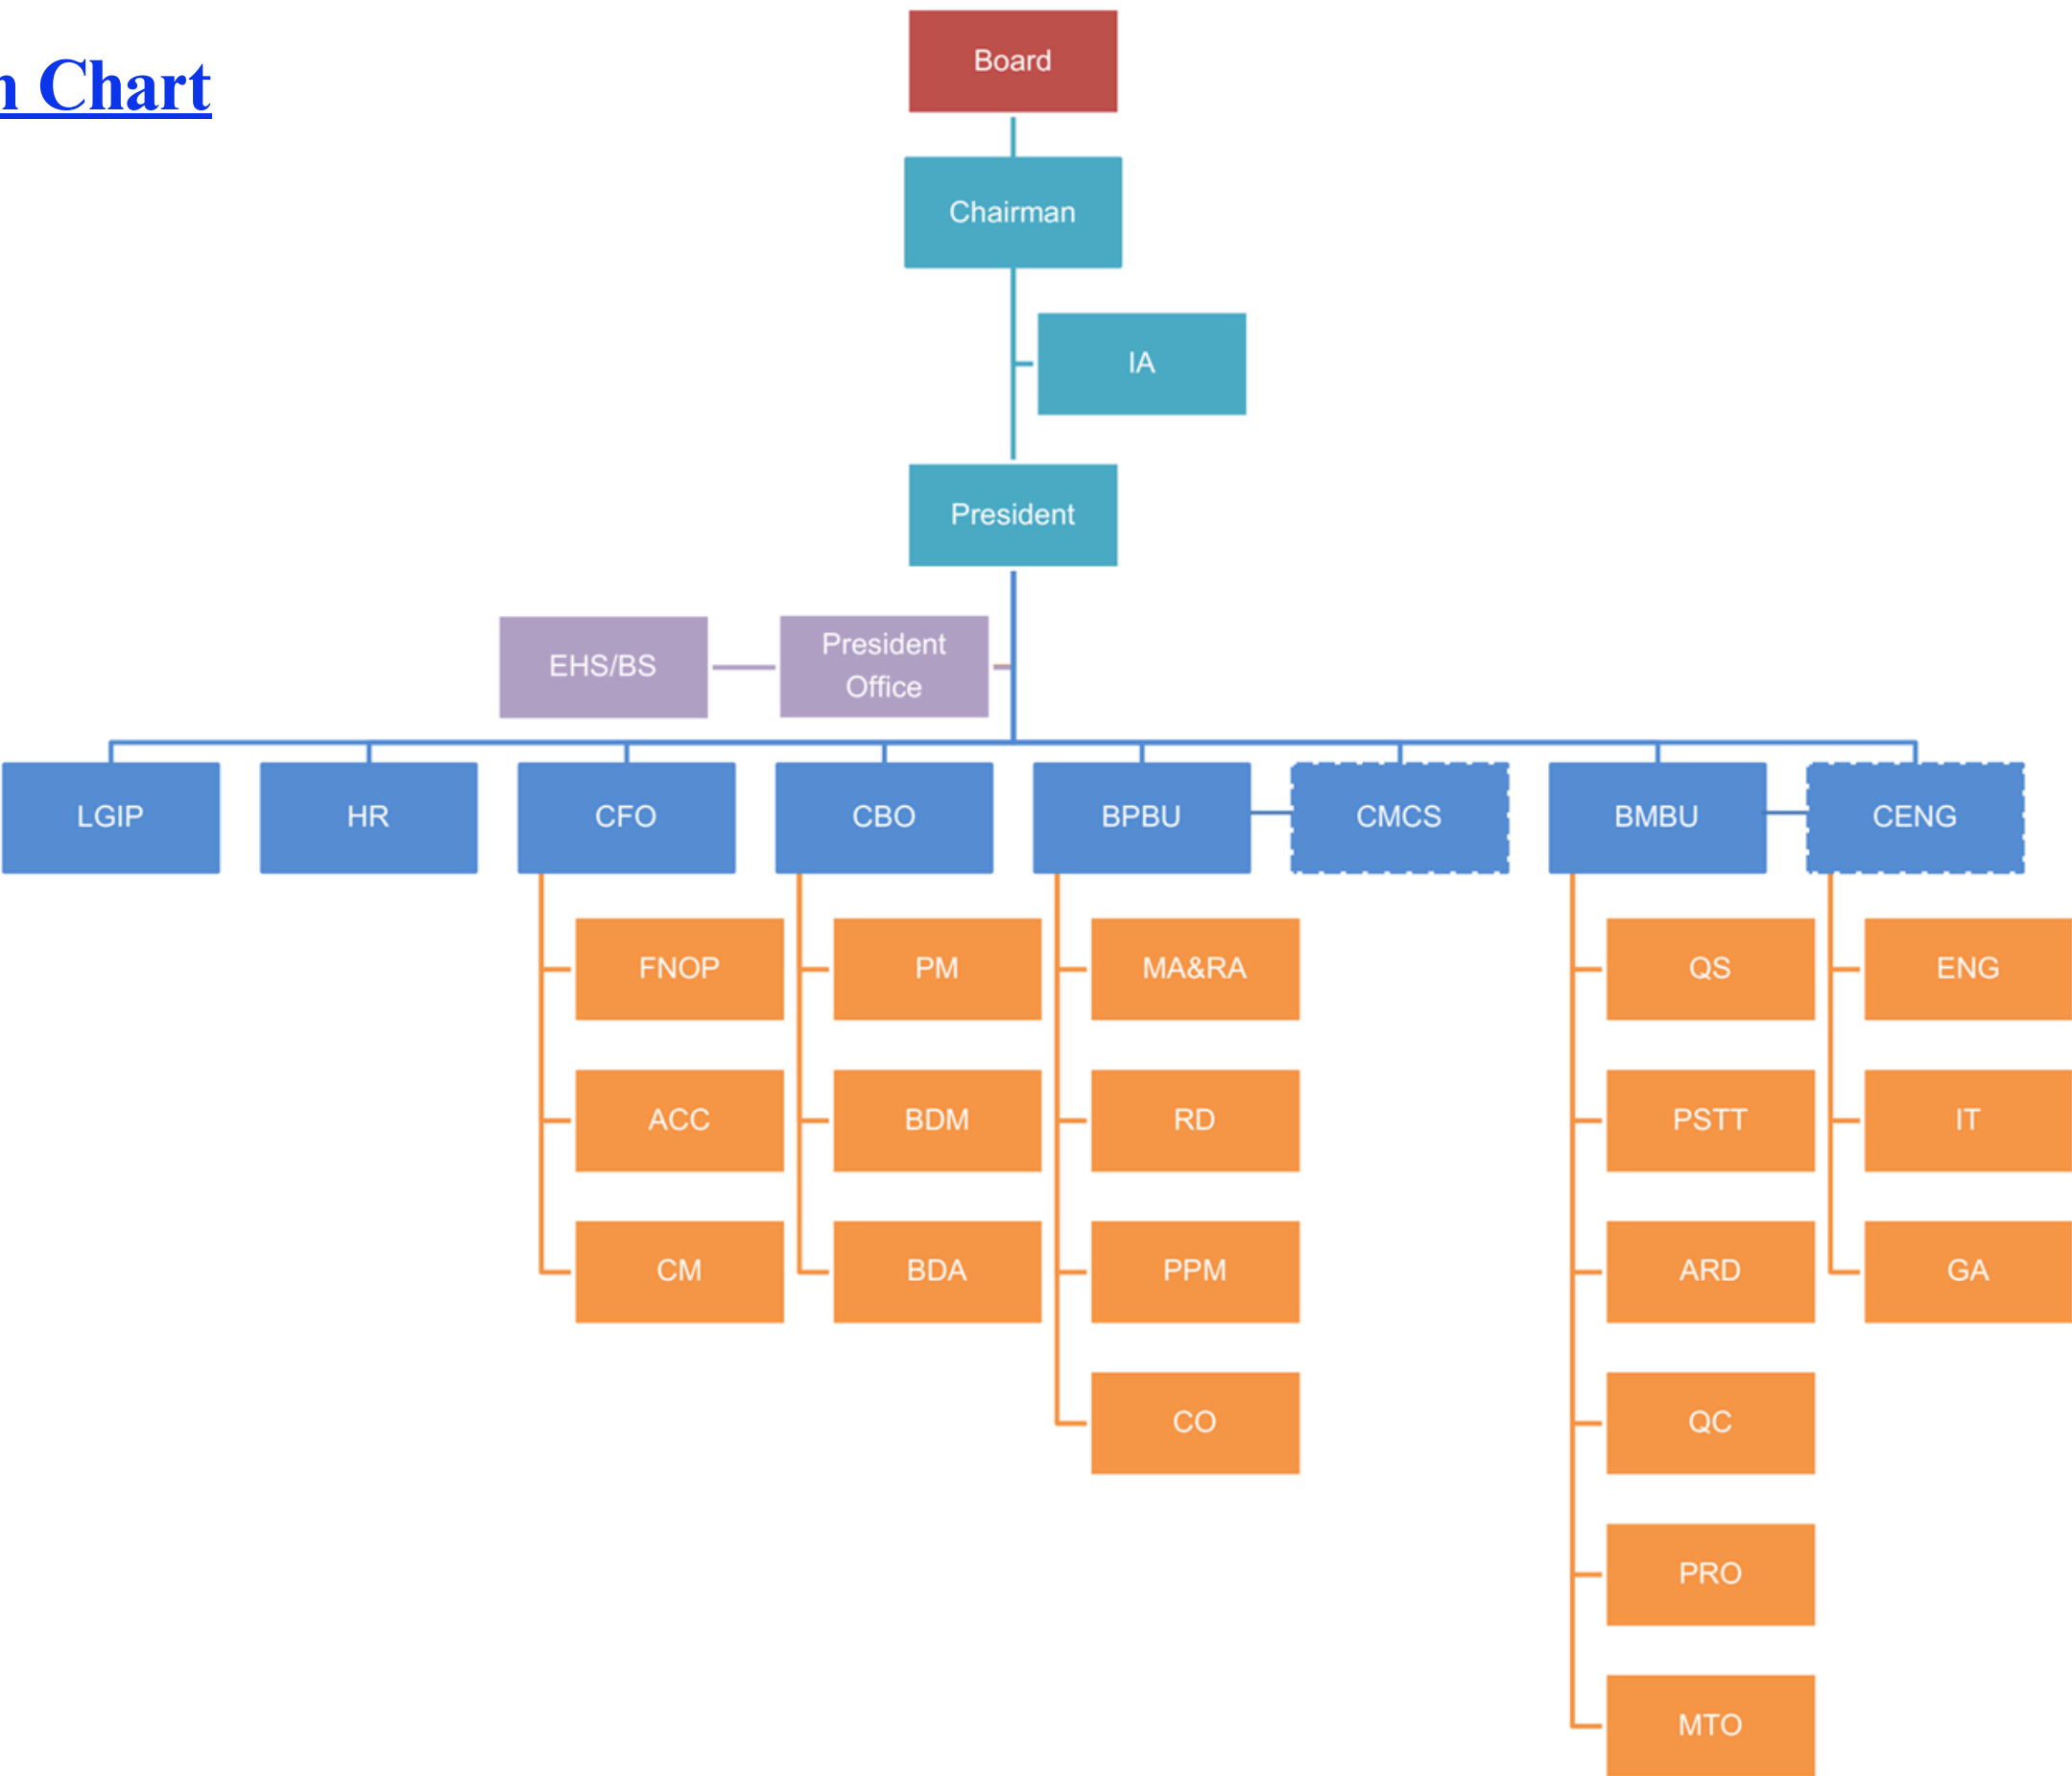 n Chart
Board
Chairman
IA
President
EHS/BS
President
Office
LGIP
HR
CFO
CBO
BPBU
CMCS
BMBU
CENG
FNOP
PM
MA&RA
QS
ENG
ACC
BDM
RD
PSTT
IT
CM
BDA
PPM
ARD
GA
CO
QC
PRO
MTO